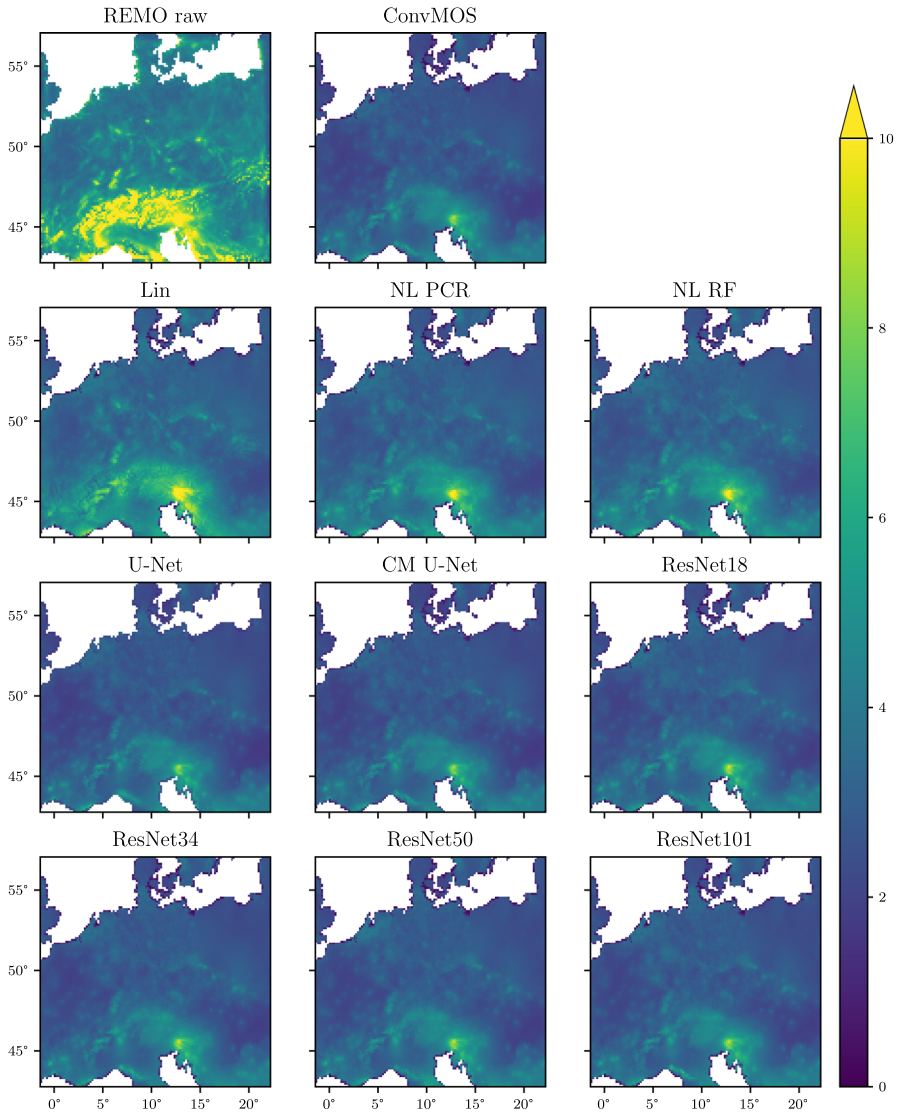 REMO raw
ConvMOS
55°
50°
45°
Lin
NL PCR
NL RF
55°
50°
45°
U-Net
CM U-Net
ResNet18
55°
50°
45°
ResNet34
ResNet50
ResNet101
55°
50°
45°
0° 5° 10° 15° 20°
0° 5° 10° 15° 20°
0° 5° 10° 15° 20°
10
8
6
4
2
0